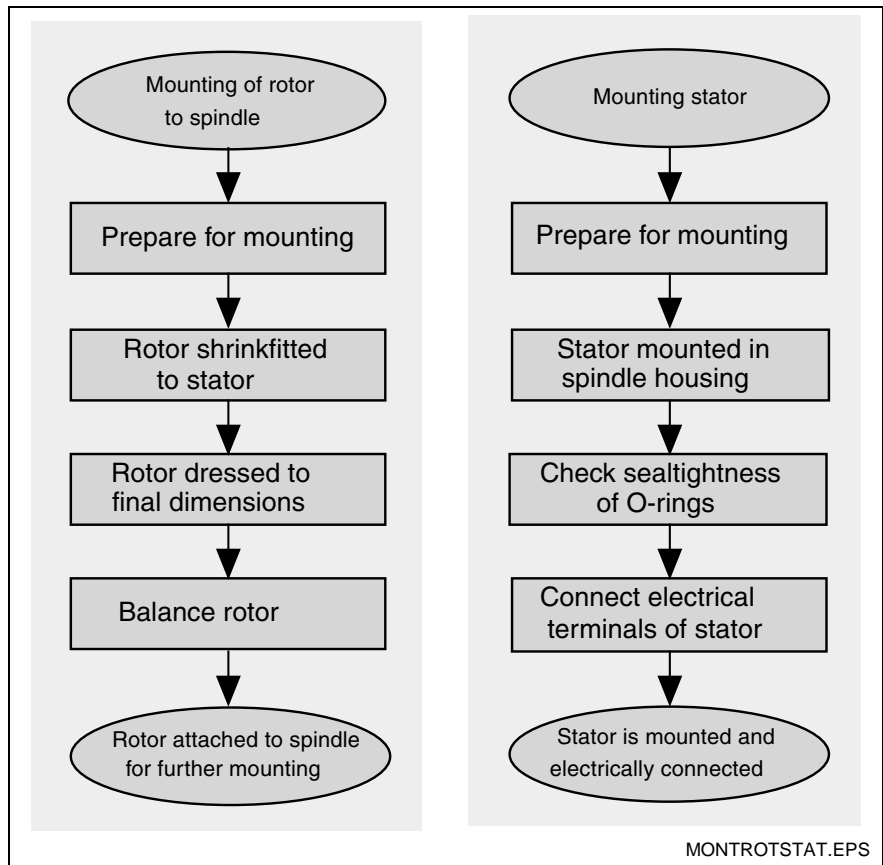 Mounting of rotor
to spindle
Prepare for mounting
Rotor shrinkfitted
to stator
Rotor dressed to
final dimensions
Balance rotor
Rotor attached to spindle
for further mounting
Mounting stator
Prepare for mounting
Stator mounted in
spindle housing
Check sealtightness
of O-rings
Connect electrical
terminals of stator
Stator is mounted and
electrically connected
MONTROTSTAT.EPS